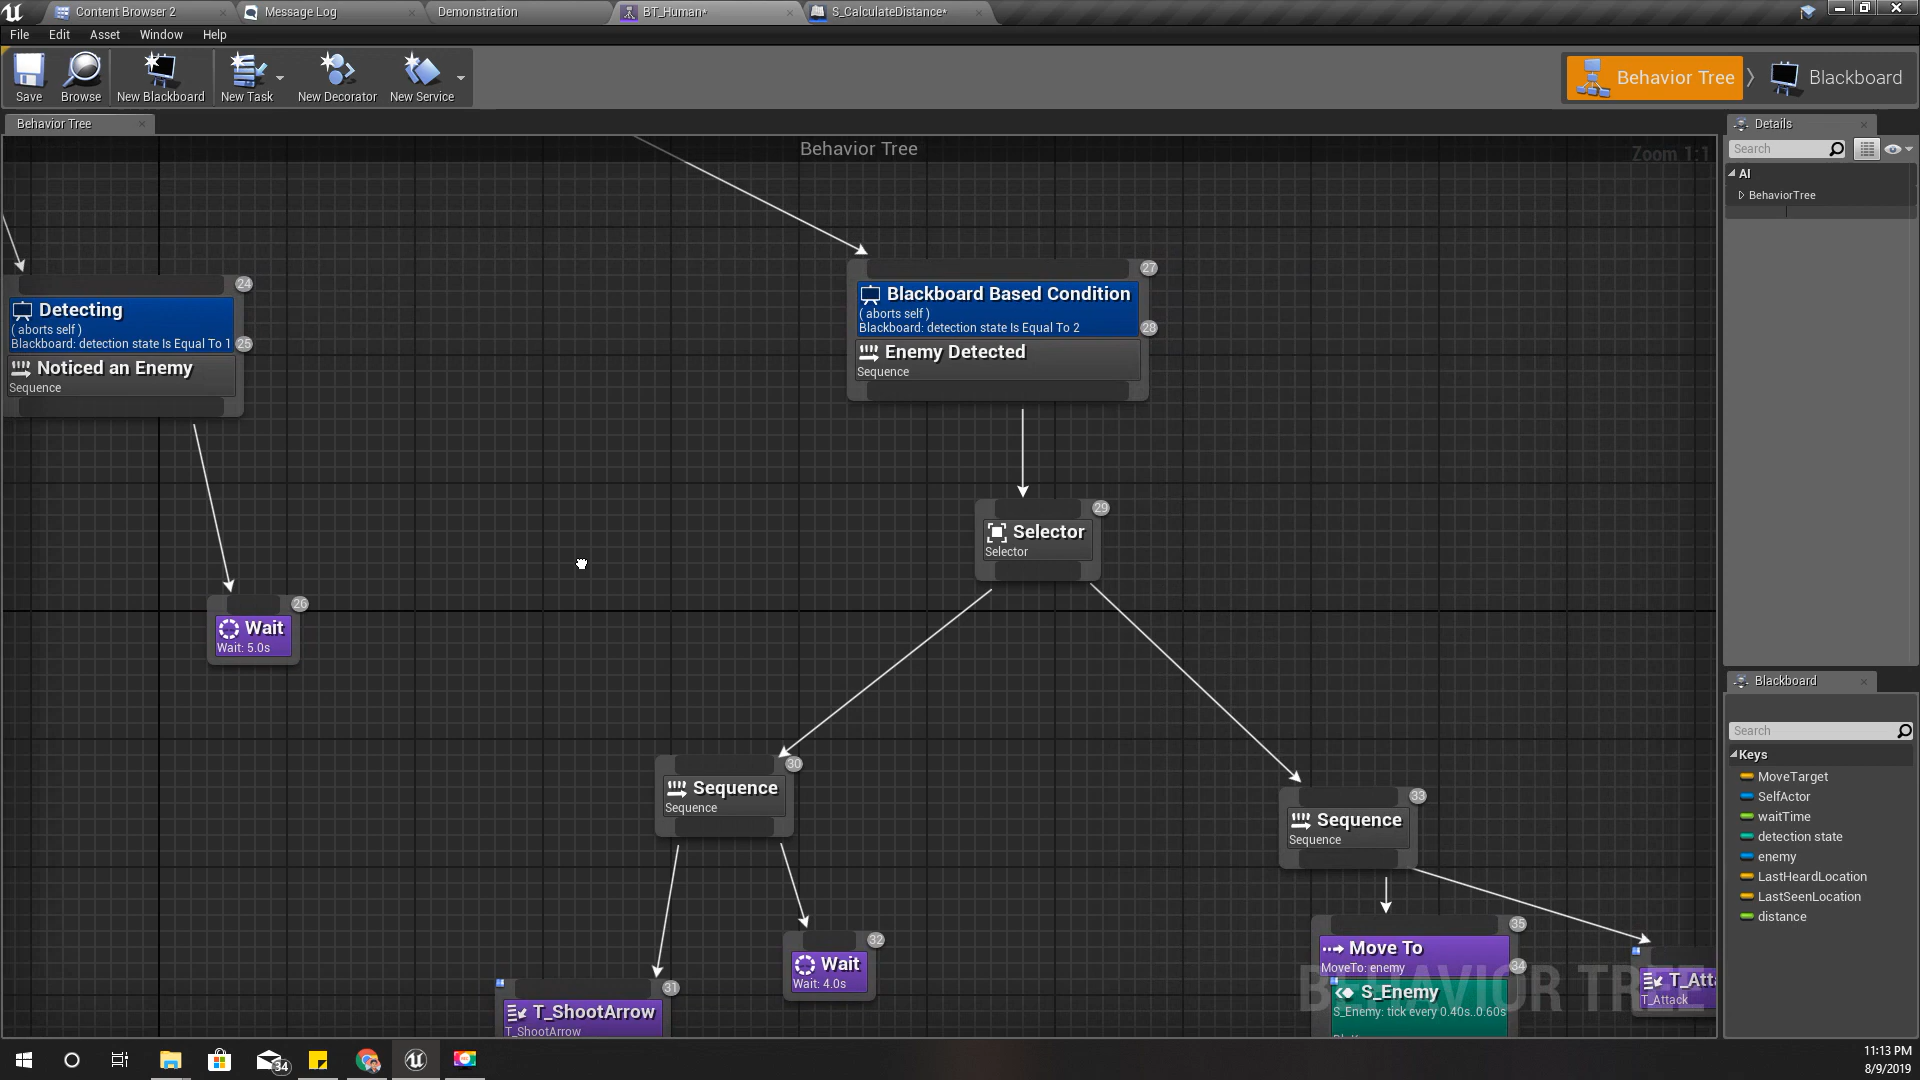 Content Browser 2
Message Log
Demonstration
BT_Human*
S_CalculateDistance*
File Edit Asset Window Help
Save
Browse
New Blackboard
New Task
New Decorator
New Service
Behavior Tree
Blackboard
Behavior Tree
Behavior Tree
Zoom 1:1
24
Detecting
( aborts self )
Blackboard: detection state Is Equal To 1
25
Noticed an Enemy
Sequence
26
Wait
Wait: 5.0s
27
Blackboard Based Condition
( aborts self )
Blackboard: detection state Is Equal To 2
28
Enemy Detected
Sequence
29
Selector
Selector
30
Sequence
Sequence
33
Sequence
Sequence
31
T_ShootArrow
T_ShootArrow
32
Wait
Wait: 4.0s
35
Move To
MoveTo: enemy
34
S_Enemy
S_Enemy: tick every 0.40s..0.60s
T_Att
T_Attack
BEHAVIOR TREE
Details
Search
AI
BehaviorTree
Blackboard
Search
Keys
MoveTarget
SelfActor
waitTime
detection state
enemy
LastHeardLocation
LastSeenLocation
distance
34
11:13 PM
8/9/2019